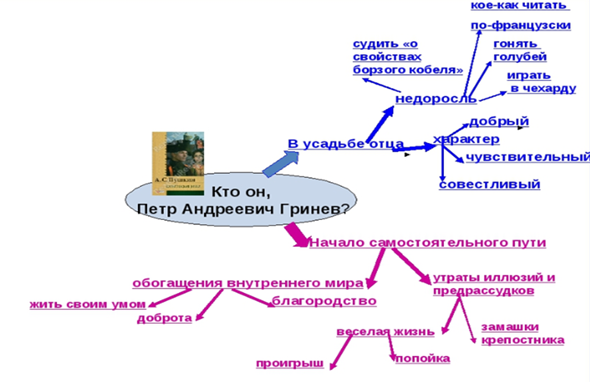 кое-как читать
по-французски
судить «о
свойствах
борзого кобеля»
гонять
голубей
играть
в чехарду
недоросль
добрый
В усадьбе отца
характер
чувствительный
совестливый
А. С. Пушкин
Кто он,
Петр Андреевич Гринев?
Начало самостоятельного пути
обогащения внутреннего мира
утраты иллюзий и
предрассудков
жить своим умом
доброта
благородство
веселая жизнь
замашки
крепостника
проигрыш
попойка